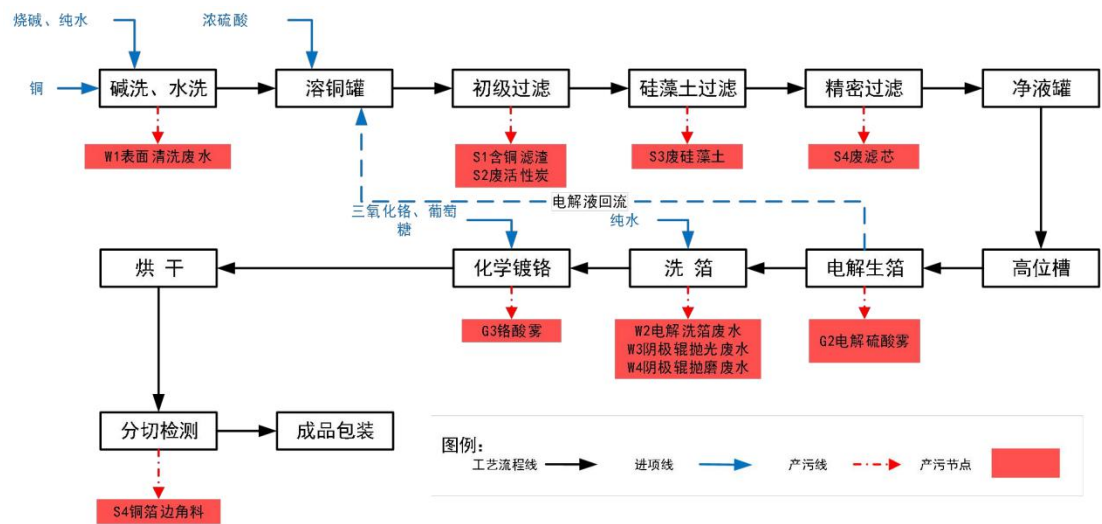 烧碱、纯水
浓硫酸
铜
碱洗、水洗
溶铜罐
初级过滤
硅藻土过滤
精密过滤
净液罐
W1表面清洗废水
S1含铜滤渣
S2废活性炭
S3废硅藻土
S4废滤芯
电解液回流
三氧化铬、葡萄
糖
纯水
烘 干
化学镀铬
洗 箔
电解生箔
高位槽
G3铬酸雾
W2电解洗箔废水
W3阴极辊抛光废水
W4阴极辊抛磨废水
G2电解硫酸雾
分切检测
成品包装
S4铜箔边角料
图例:
工艺流程线
进项线
产污线
产污节点